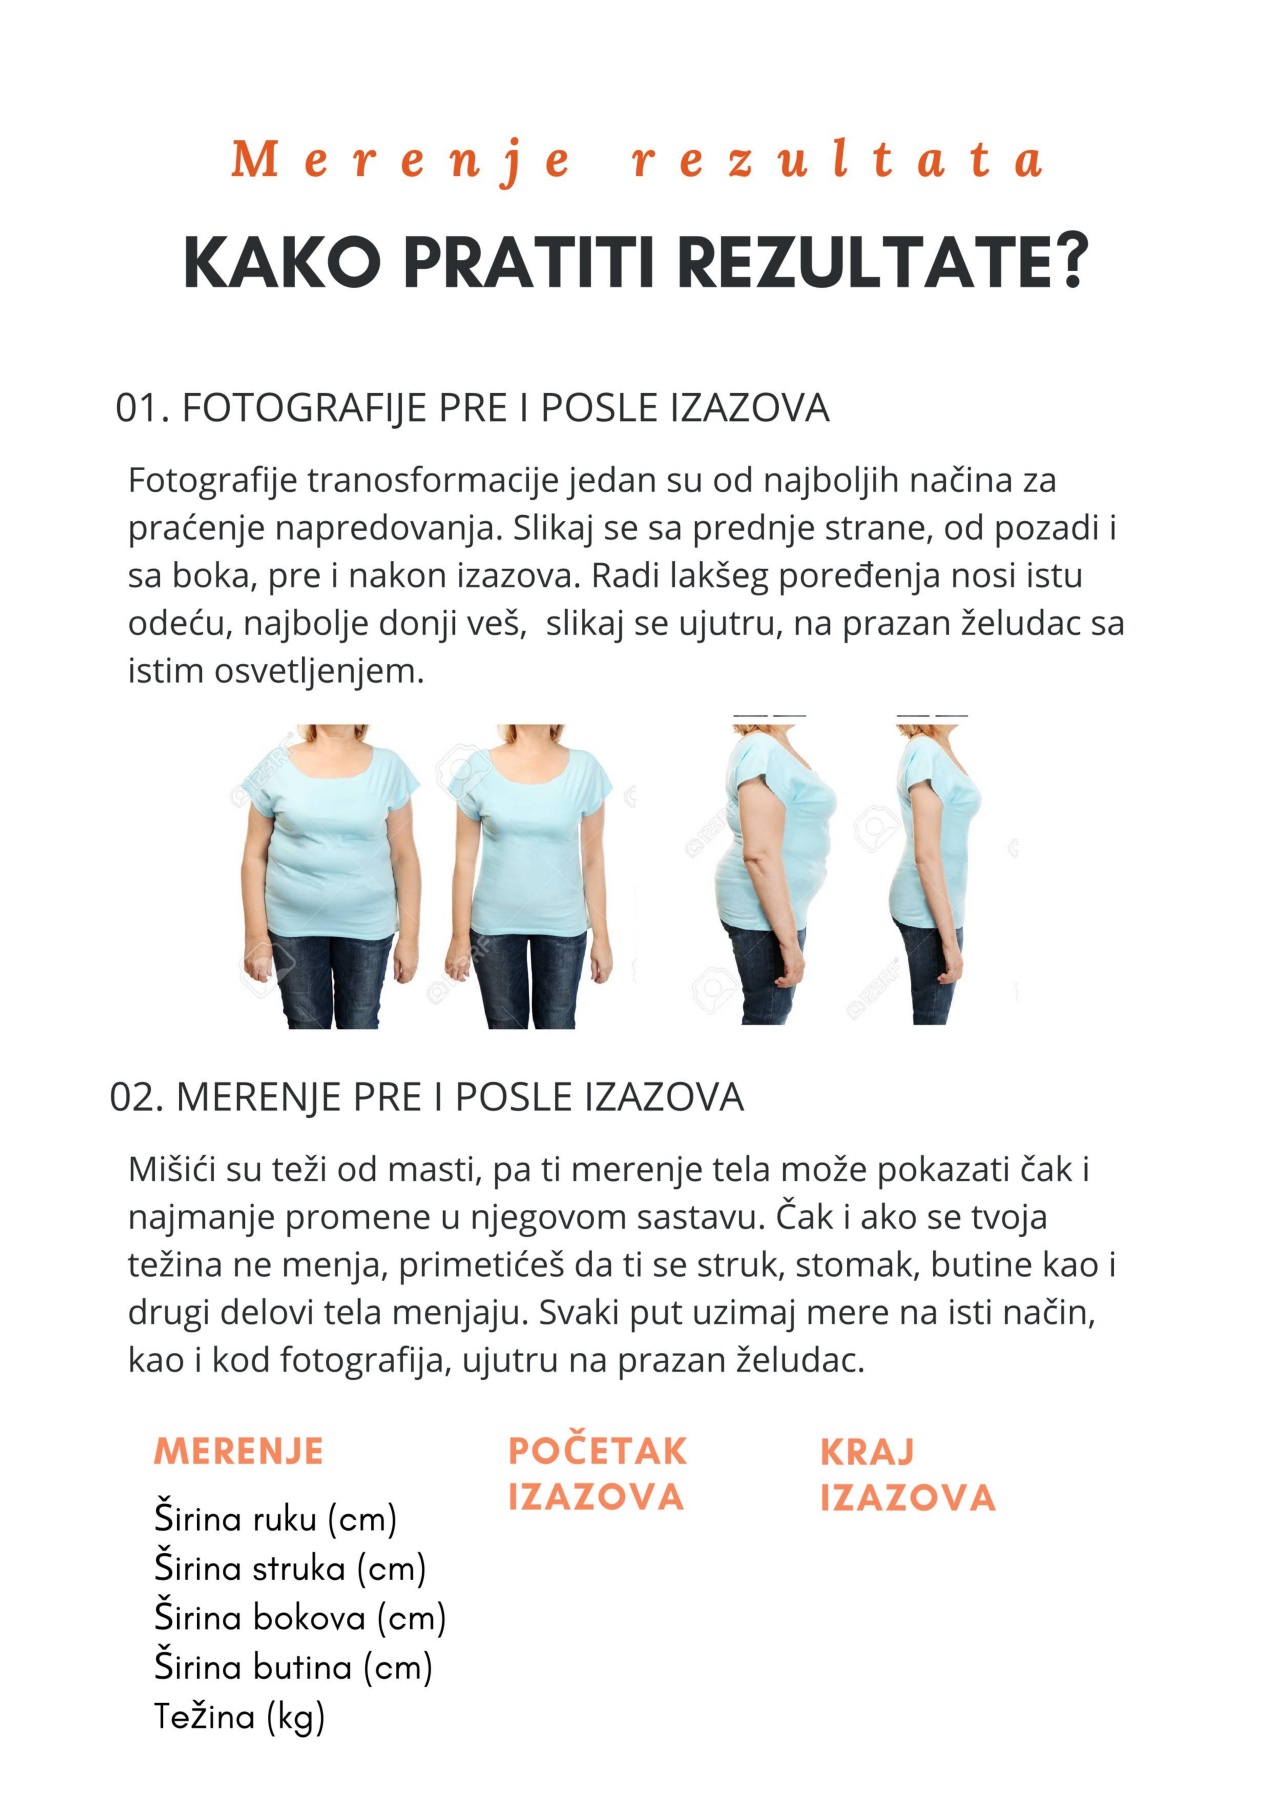 Merenje rezultata
KAKO PRATITI REZULTATE?
01. FOTOGRAFIJE PRE I POSLE IZAZOVA
Fotografije tranosformacije jedan su od najboljih načina za
praćenje napredovanja. Slikaj se sa prednje strane, od pozadi i
sa boka, pre i nakon izazova. Radi lakšeg poređenja nosi istu
odeću, najbolje donji veš, slikaj se ujutru, na prazan želudac sa
istim osvetljenjem.
123RF
123RF
123RF
123RF
02. MERENJE PRE I POSLE IZAZOVA
Mišići su teži od masti, pa ti merenje tela može pokazati čak i
najmanje promene u njegovom sastavu. Čak i ako se tvoja
težina ne menja, primetićeš da ti se struk, stomak, butine kao i
drugi delovi tela menjaju. Svaki put uzimaj mere na isti način,
kao i kod fotografija, ujutru na prazan želudac.
MERENJE
Širina ruku (cm)
Širina struka (cm)
Širina bokova (cm)
Širina butina (cm)
Težina (kg)
POČETAK
IZAZOVA
KRAJ
IZAZOVA